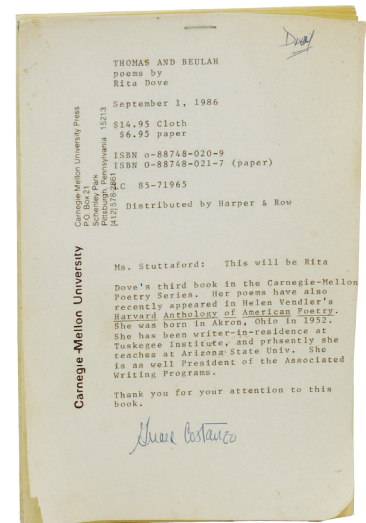 Dove
THOMAS AND BEULAH
poems by
Rita Dove
September 1, 1986
$14.95 Cloth
$6.95 paper
ISBN o-88748-020-9
ISBN 0-88748-021-7 (paper)
LC 85-71965
Distributed by Harper & Row
Carnegie-Mellon University Press
P.O. Box 21
Schenley Park
Pittsburgh, Pennsylvania 15213
[412] 578-2861
Carnegie-Mellon University
Ms. Stuttaford: This will be Rita
Dove's third book in the Carnegie-Mellon
Poetry Series. Her poems have also
recently appeared in Helen Vendler's
Harvard Anthology of American Poetry.
She was born in Akron, Ohio in 1952.
She has been writer-in-residence at
Tuskegee Institute, and prhsently she
teaches at Arizona State Univ. She
is as well President of the Associated
Writing Programs.
Thank you for your attention to this
book.
Costanzo